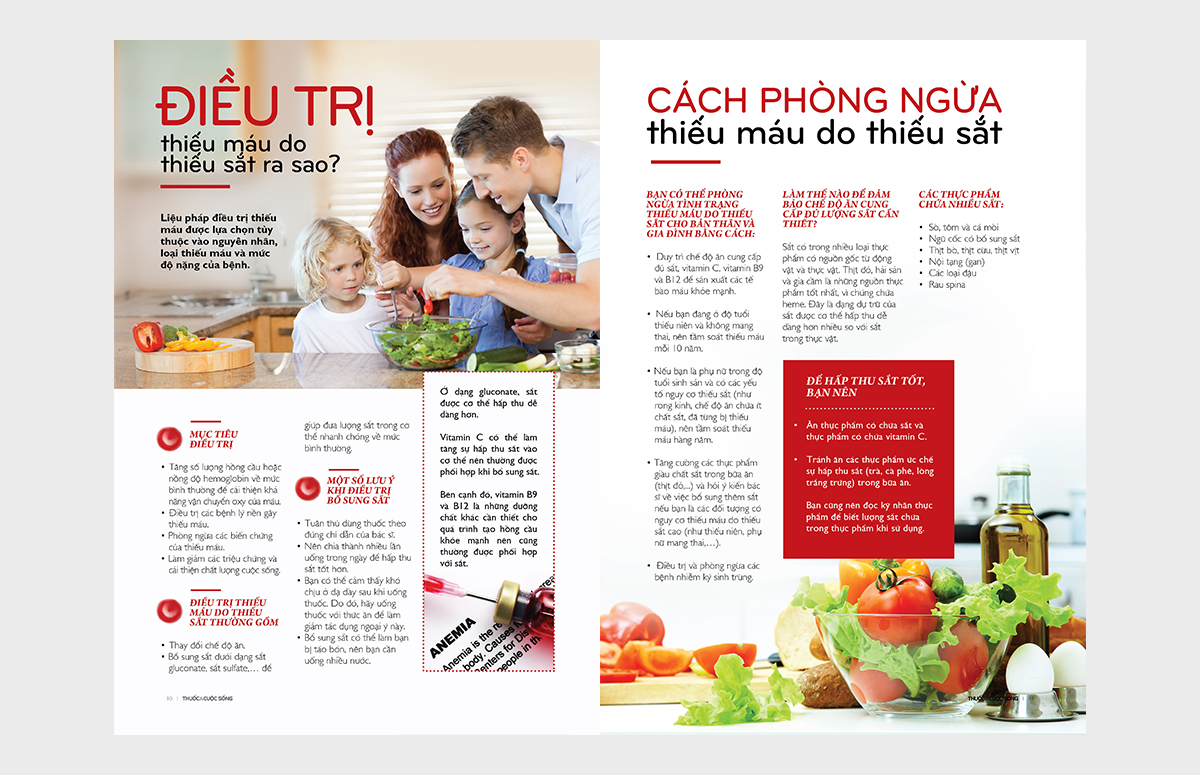 ĐIỀU TRỊ
thiếu máu do
thiếu sắt ra sao?
Liệu pháp điều trị thiếu
máu được lựa chọn tùy
thuộc vào nguyên nhân,
loại thiếu máu và mức
độ nặng của bệnh.
MỤC TIÊU
ĐIỀU TRỊ
• Tăng số lượng hồng cầu hoặc
nồng độ hemoglobin về mức
bình thường để cải thiện khả
năng vận chuyển oxy của máu.
• Điều trị các bệnh lý nền gây
thiếu máu.
• Phòng ngừa các biến chứng
của thiếu máu.
• Làm giảm các triệu chứng và
cải thiện chất lượng cuộc sống.
ĐIỀU TRỊ THIẾU
MÁU DO THIẾU
SẮT THƯỜNG GỒM
• Thay đổi chế độ ăn.
• Bổ sung sắt dưới dạng sắt
gluconate, sắt sulfate,… để
giúp đưa lượng sắt trong cơ
thể nhanh chóng về mức
bình thường.
MỘT SỐ LƯU Ý
KHI ĐIỀU TRỊ
BỔ SUNG SẮT
• Tuân thủ dùng thuốc theo
đúng chỉ dẫn của bác sĩ.
• Nên chia thành nhiều lần
uống trong ngày để hấp thu
sắt tốt hơn.
• Bạn có thể cảm thấy khó
chịu ở dạ dày sau khi uống
thuốc. Do đó, hãy uống
thuốc với thức ăn để làm
giảm tác dụng ngoại ý này.
• Bổ sung sắt có thể làm bạn
bị táo bón, nên bạn cần
uống nhiều nước.
Ở dạng gluconate, sắt
được cơ thể hấp thu dễ
dàng hơn.
Vitamin C có thể làm
tăng sự hấp thu sắt vào
cơ thể nên thường được
phối hợp khi bổ sung sắt.
Bên cạnh đó, vitamin B9
và B12 là những dưỡng
chất khác cần thiết cho
quá trình tạo hồng cầu
khỏe mạnh nên cũng
thường được phối hợp
với sắt.
ANEMIA
Anemia is the
body. Causes
Centers for Dis
people in th
10 | THUỐC & CUỘC SỐNG
CÁCH PHÒNG NGỪA
thiếu máu do thiếu sắt
BẠN CÓ THỂ PHÒNG
NGỪA TÌNH TRẠNG
THIẾU MÁU DO THIẾU
SẮT CHO BẢN THÂN VÀ
GIA ĐÌNH BẰNG CÁCH:
• Duy trì chế độ ăn cung cấp
đủ sắt, vitamin C, vitamin B9
và B12 để sản xuất các tế
bào máu khỏe mạnh.
• Nếu bạn đang ở độ tuổi
thiếu niên và không mang
thai, nên tầm soát thiếu máu
mỗi 10 năm.
• Nếu bạn là phụ nữ trong độ
tuổi sinh sản và có các yếu
tố nguy cơ thiếu sắt (như
rong kinh, chế độ ăn chứa ít
chất sắt, đã từng bị thiếu
máu), nên tầm soát thiếu
máu hàng năm.
• Tăng cường các thực phẩm
giàu chất sắt trong bữa ăn
(thịt đỏ,..) và hỏi ý kiến bác
sĩ về việc bổ sung thêm sắt
nếu bạn là các đối tượng có
nguy cơ thiếu máu do thiếu
sắt cao (như thiếu niên, phụ
nữ mang thai,…).
• Điều trị và phòng ngừa các
bệnh nhiễm ký sinh trùng.
LÀM THẾ NÀO ĐỂ ĐẢM
BẢO CHẾ ĐỘ ĂN CUNG
CẤP ĐỦ LƯỢNG SẮT CẦN
THIẾT?
Sắt có trong nhiều loại thực
phẩm có nguồn gốc từ động
vật và thực vật. Thịt đỏ, hải sản
và gia cầm là những nguồn thực
phẩm tốt nhất, vì chúng chứa
heme. Đây là dạng dự trữ của
sắt được cơ thể hấp thu dễ
dàng hơn nhiều so với sắt
trong thực vật.
CÁC THỰC PHẨM
CHỨA NHIỀU SẮT:
• Sò, tôm và cá mòi
• Ngũ cốc có bổ sung sắt
• Thịt bò, thịt cừu, thịt vịt
• Nội tạng (gan)
• Các loại đậu
• Rau spina
ĐỂ HẤP THU SẮT TỐT,
BẠN NÊN
• Ăn thực phẩm có chứa sắt và
thực phẩm có chứa vitamin C.
• Tránh ăn các thực phẩm ức chế
sự hấp thu sắt (trà, cà phê, lòng
trắng trứng) trong bữa ăn.
Bạn cũng nên đọc kỹ nhãn thực
phẩm để biết lượng sắt chứa
trong thực phẩm khi sử dụng.